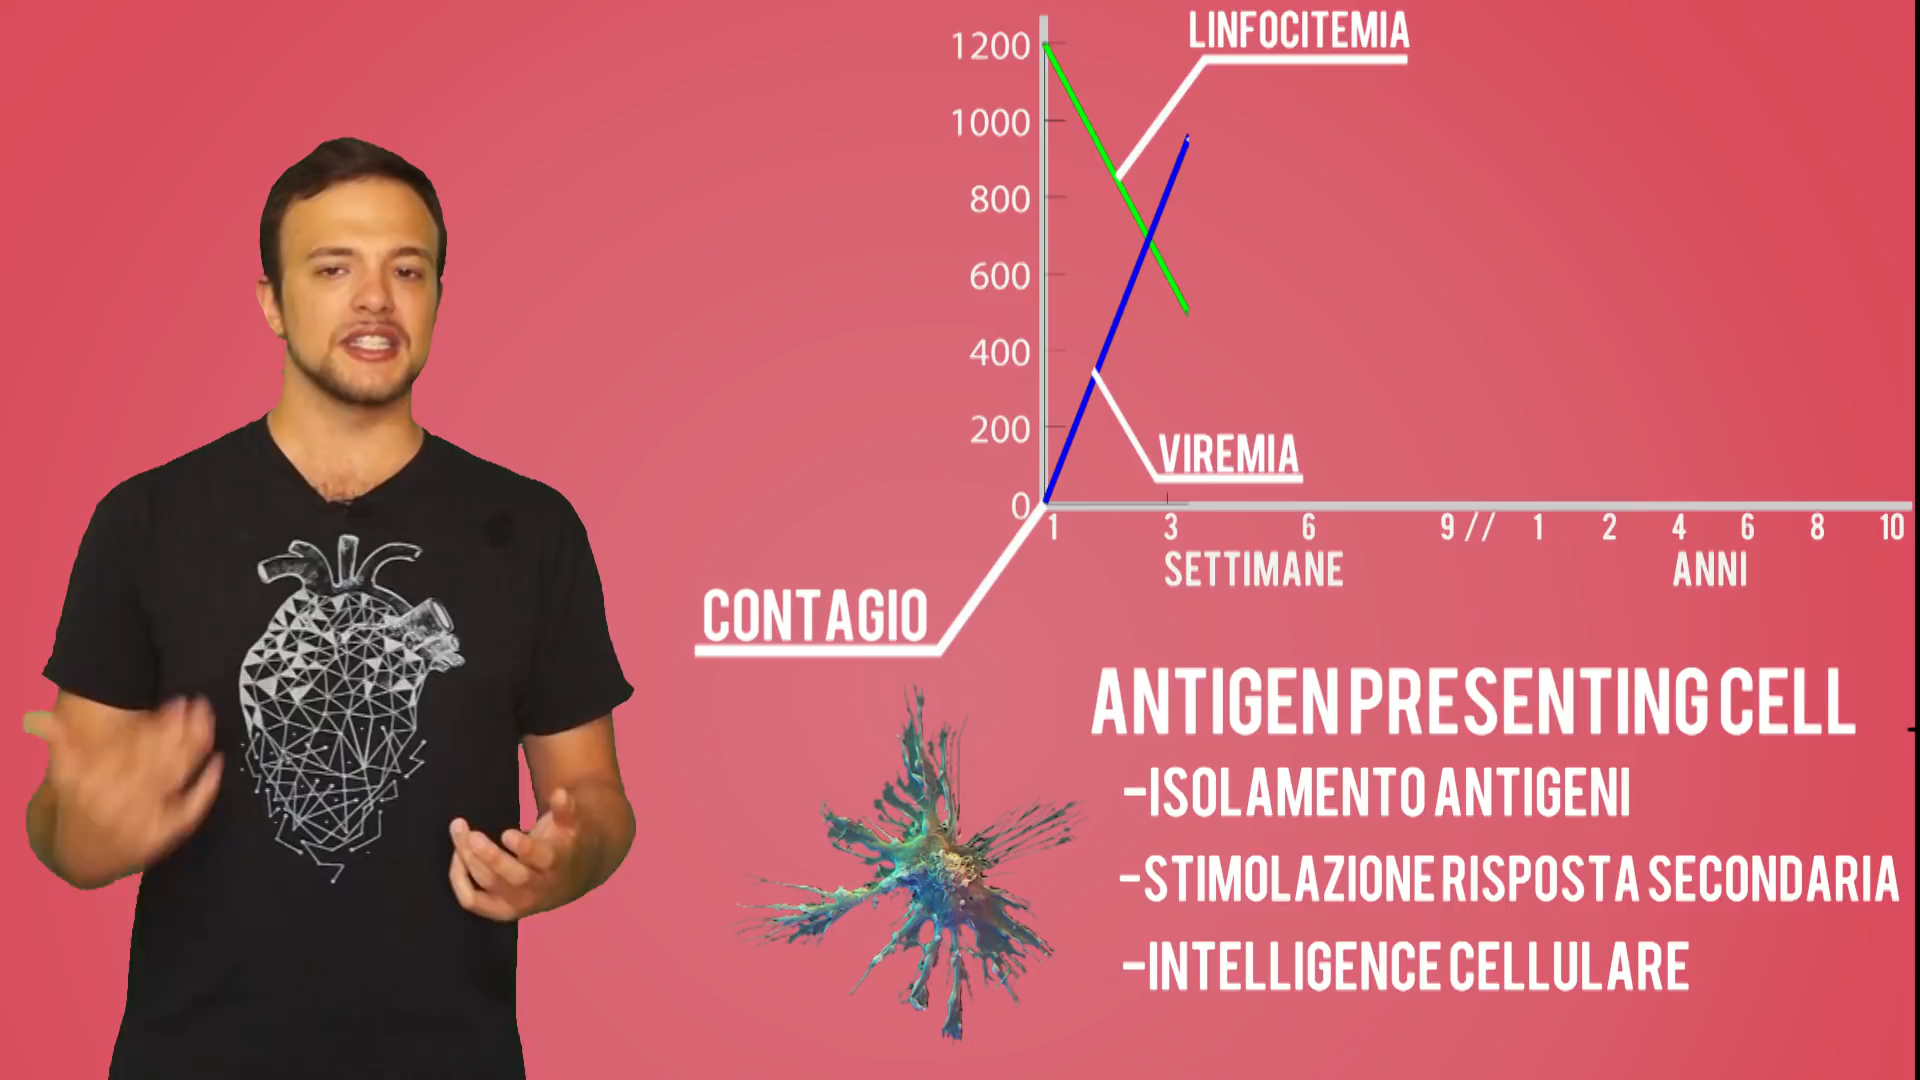 LINFOCITEMIA
1200
1000
800
600
400
200
0
VIREMIA
1 3 6 9 // 1 2 4 6 8 10
SETTIMANE ANNI
CONTAGIO
ANTIGEN PRESENTING CELL
-ISOLAMENTO ANTIGENI
-STIMOLAZIONE RISPOSTA SECONDARIA
-INTELLIGENCE CELLULARE